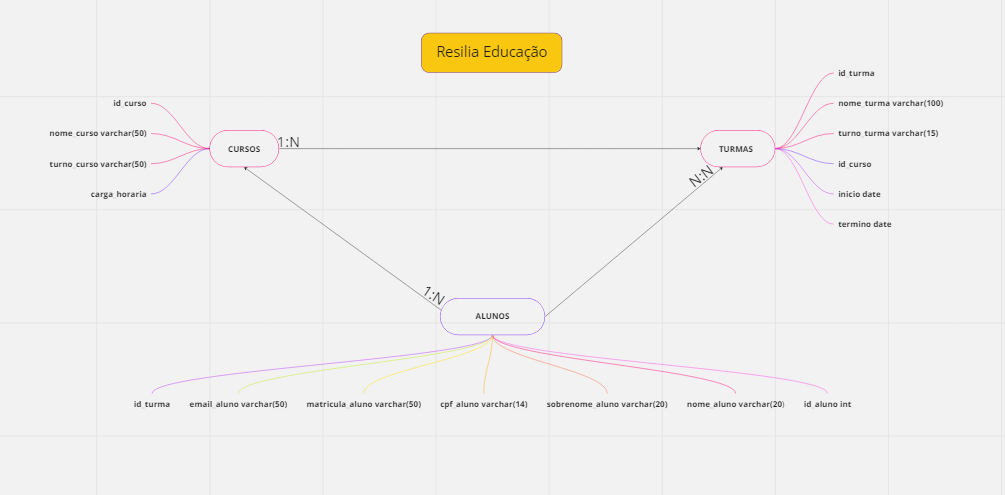 Resilia Educação
id_curso
nome_curso varchar(50)
turno_curso varchar(50)
carga_horaria
CURSOS
1:N
TURMAS
id_turma
nome_turma varchar(100)
turno_turma varchar(15)
id_curso
inicio date
termino date
N:N
1:N
ALUNOS
id_turma
email_aluno varchar(50)
matricula_aluno varchar(50)
cpf_aluno varchar(14)
sobrenome_aluno varchar(20)
nome_aluno varchar(20)
id_aluno int